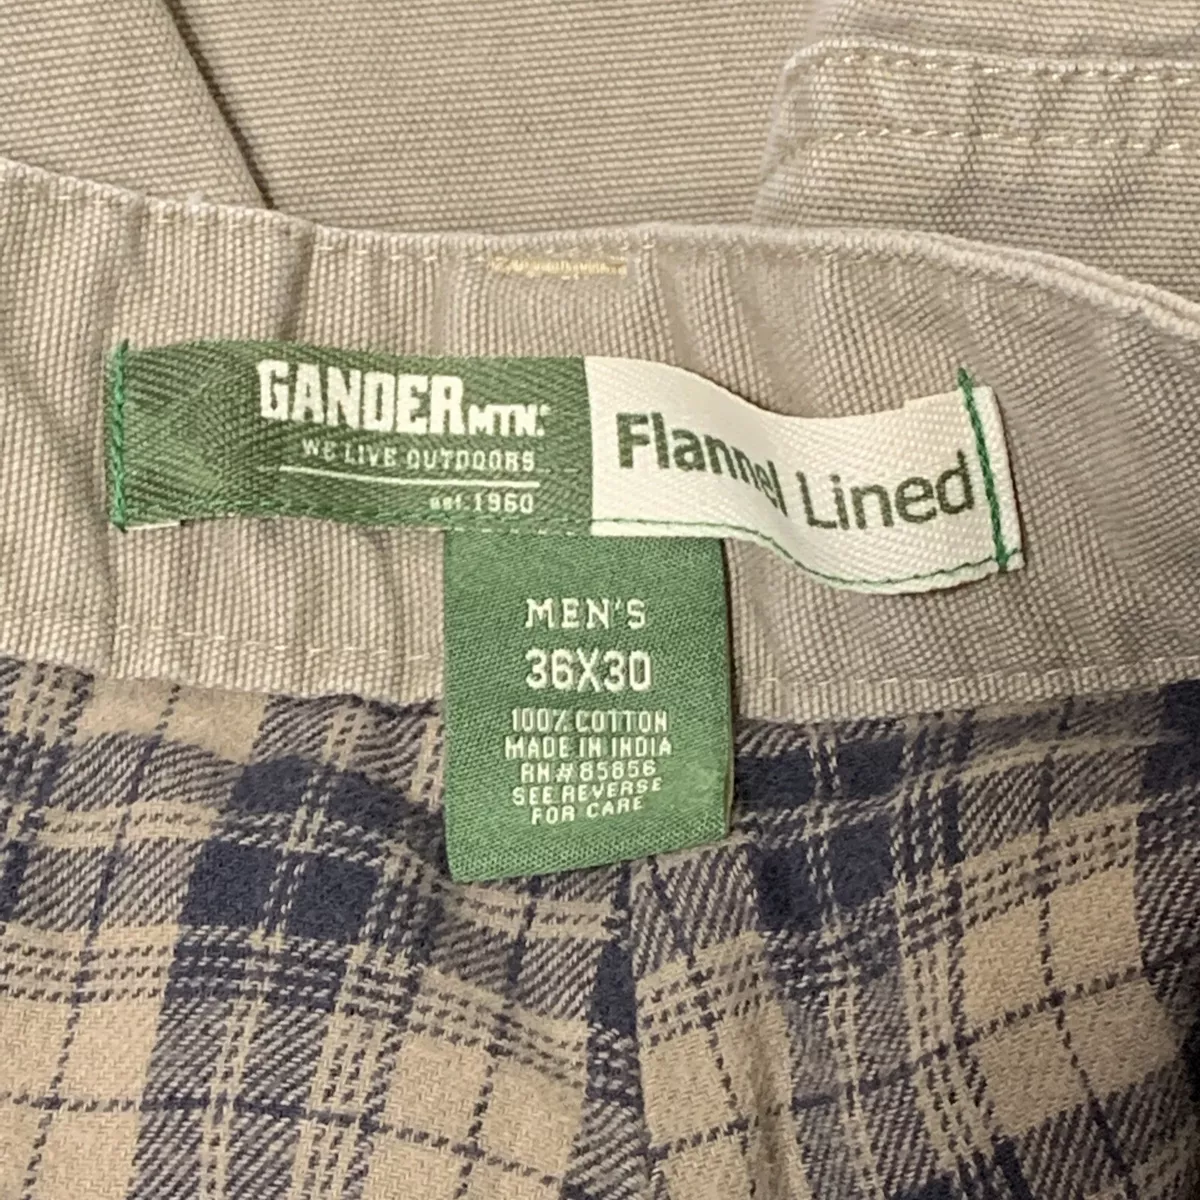 GANDER MTN.
WE LIVE OUTDOORS
est. 1960
Flannel Lined
MEN'S
36X30
100% COTTON
MADE IN INDIA
RN#85856
SEE REVERSE
FOR CARE